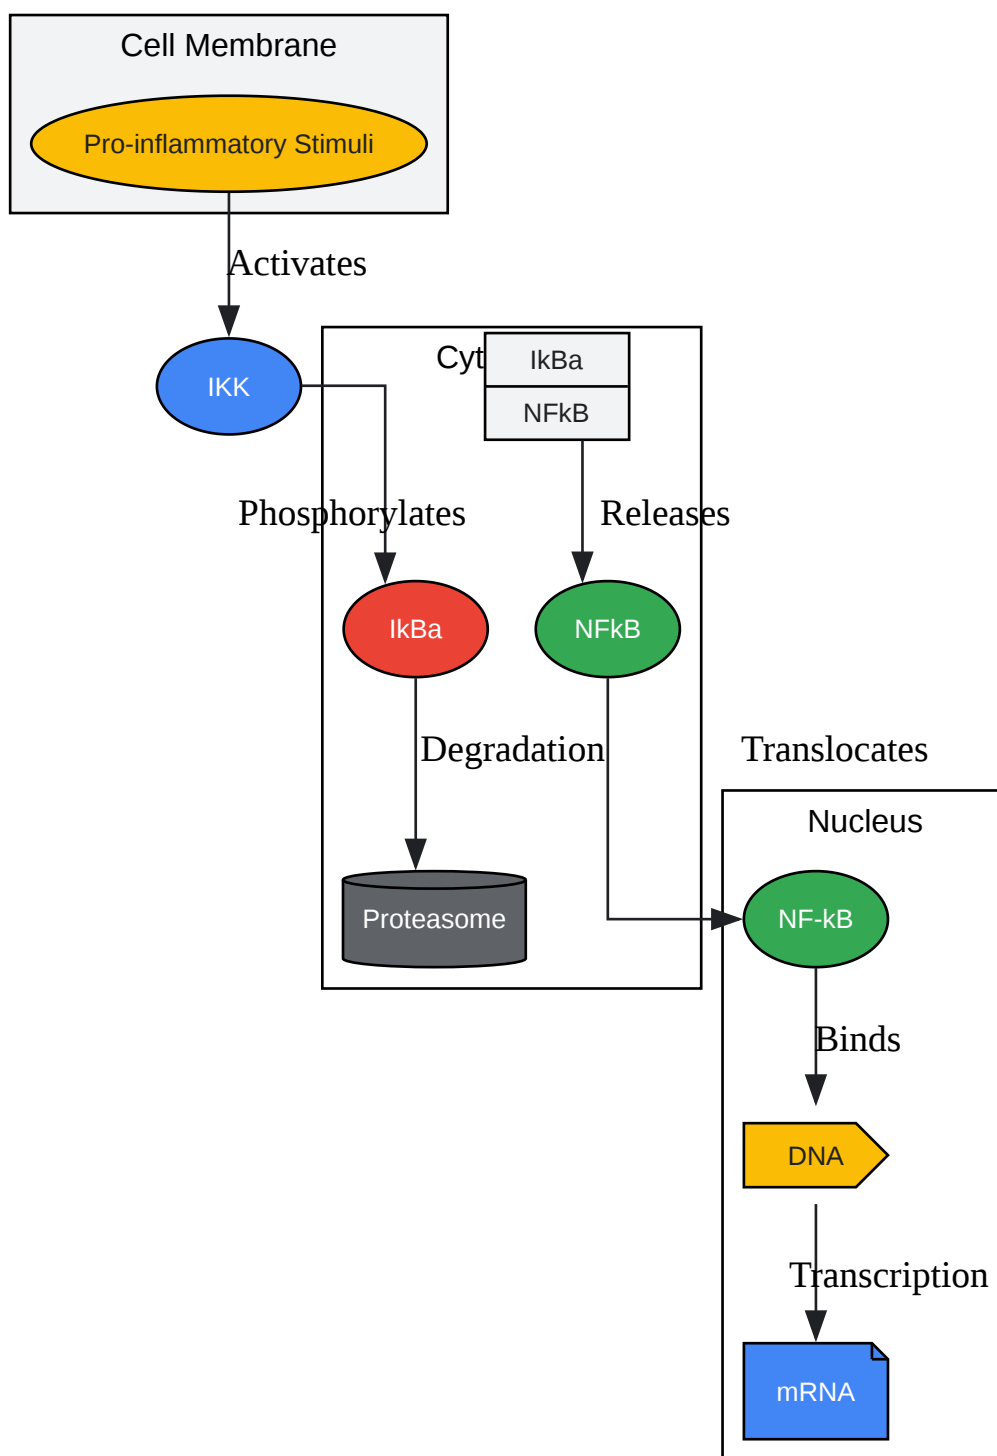 Cell Membrane
Pro-inflammatory Stimuli
Activates
IKK
Cyt
IkBa
NFkB
Phosphorylates
Releases
IkBa
NFkB
Degradation
Translocates
Nucleus
Proteasome
NF-kB
Binds
DNA
Transcription
mRNA